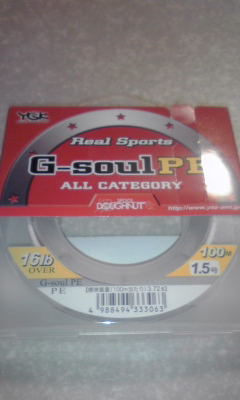 YGK
Real Sports
G-soul PE
ALL CATEGORY
DOUGHNUT
16lb
OVER
100M
1.5号
G-soul PE
PE
4 988494 333063